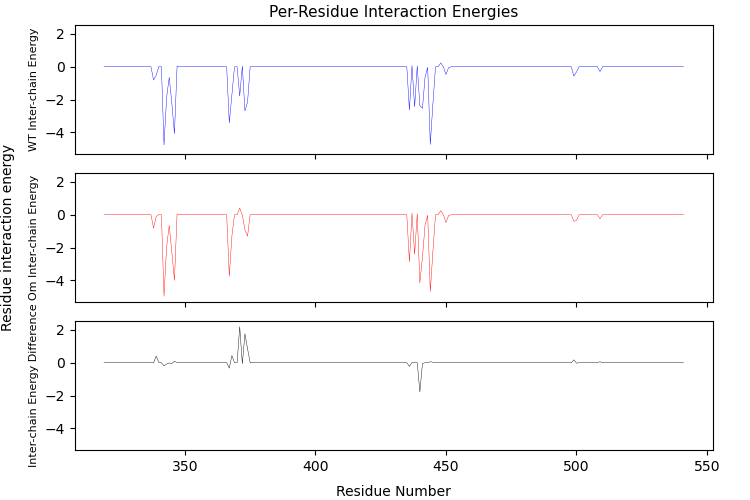 Per-Residue Interaction Energies
Residue interaction energy
WT Inter-chain Energy
2
0
−2
−4
Om Inter-chain Energy
2
0
−2
−4
Inter-chain Energy Difference
2
0
−2
−4
350
400
450
500
550
Residue Number